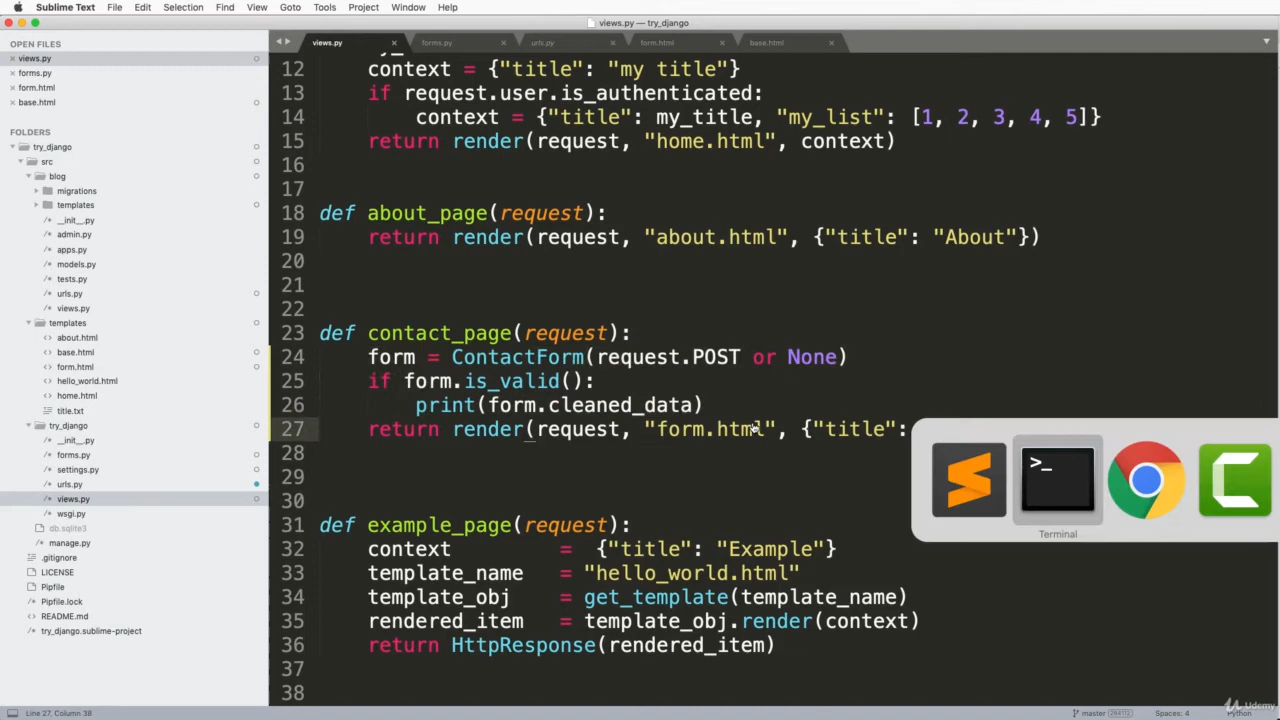 Sublime Text File Edit Selection Find View Goto Tools Project Window Help
views.py — try_django
OPEN FILES
views.py
forms.py
form.html
base.html
FOLDERS
try_django
src
blog
migrations
templates
__init__.py
admin.py
apps.py
models.py
tests.py
urls.py
views.py
templates
about.html
base.html
form.html
hello_world.html
home.html
title.txt
try_django
__init__.py
forms.py
settings.py
urls.py
views.py
wsgi.py
db.sqlite3
manage.py
.gitignore
LICENSE
Pipfile
Pipfile.lock
README.md
try_django.sublime-project
views.py forms.py urls.py form.html base.html
12 context = {"title": "my title"}
13 if request.user.is_authenticated:
14 context = {"title": my_title, "my_list": [1, 2, 3, 4, 5]}
15 return render(request, "home.html", context)
16
17
18 def about_page(request):
19 return render(request, "about.html", {"title": "About"})
20
21
22
23 def contact_page(request):
24 form = ContactForm(request.POST or None)
25 if form.is_valid():
26 print(form.cleaned_data)
27 return render(request, "form.html", {"title":
28
29
30
31 def example_page(request):
32 context = {"title": "Example"}
33 template_name = "hello_world.html"
34 template_obj = get_template(template_name)
35 rendered_item = template_obj.render(context)
36 return HttpResponse(rendered_item)
37
38
>_
Terminal
Line 27, Column 38
master
Spaces: 4
Python
Udemy